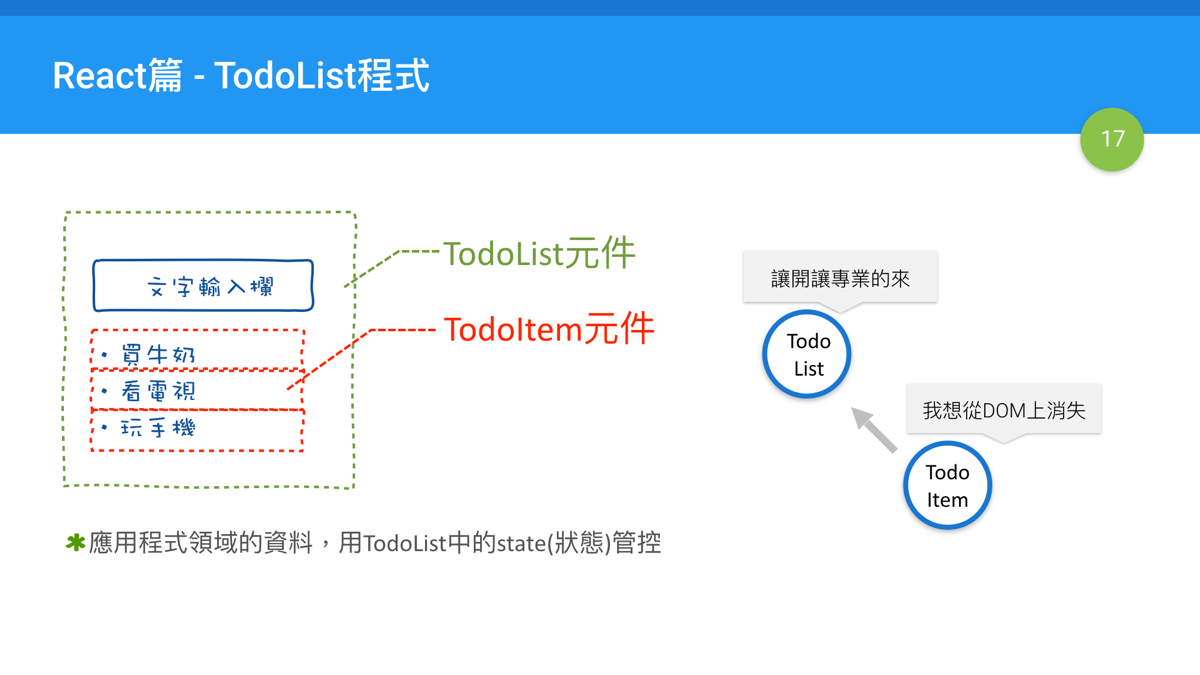 React篇 - TodoList程式
17
文字輸入欄
• 買牛奶
• 看電視
• 玩手機
TodoList元件
TodoItem元件
讓開讓專業的來
Todo
List
我想從DOM上消失
Todo
Item
✱應用程式領域的資料，用TodoList中的state(狀態)管控